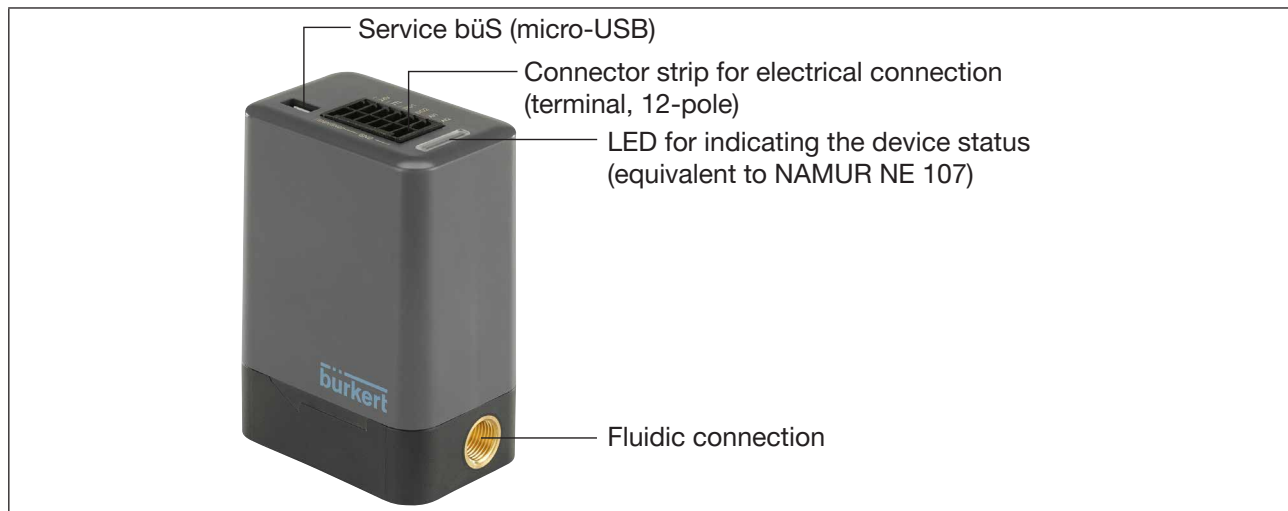 Service büS (micro-USB)
Connector strip for electrical connection
(terminal, 12-pole)
LED for indicating the device status
(equivalent to NAMUR NE 107)
bürkert
Fluidic connection